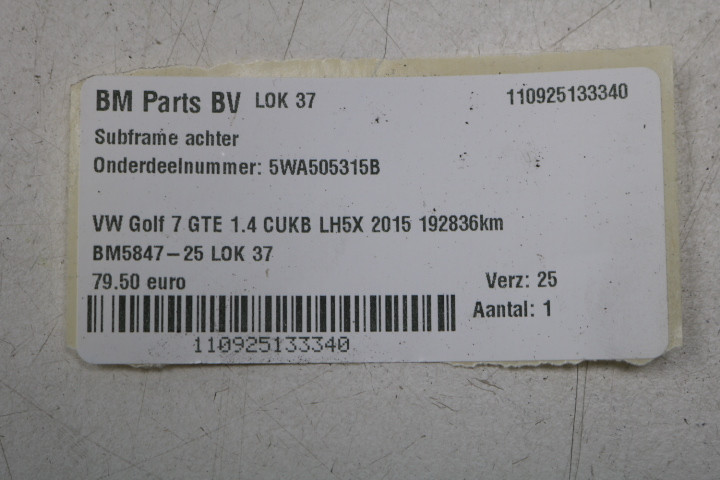 BM Parts BV LOK 37 110925133340
Subframe achter
Onderdeelnummer: 5WA505315B
VW Golf 7 GTE 1.4 CUKB LH5X 2015 192836km
BM5847-25 LOK 37
79.50 euro Verz: 25
Aantal: 1
110925133340